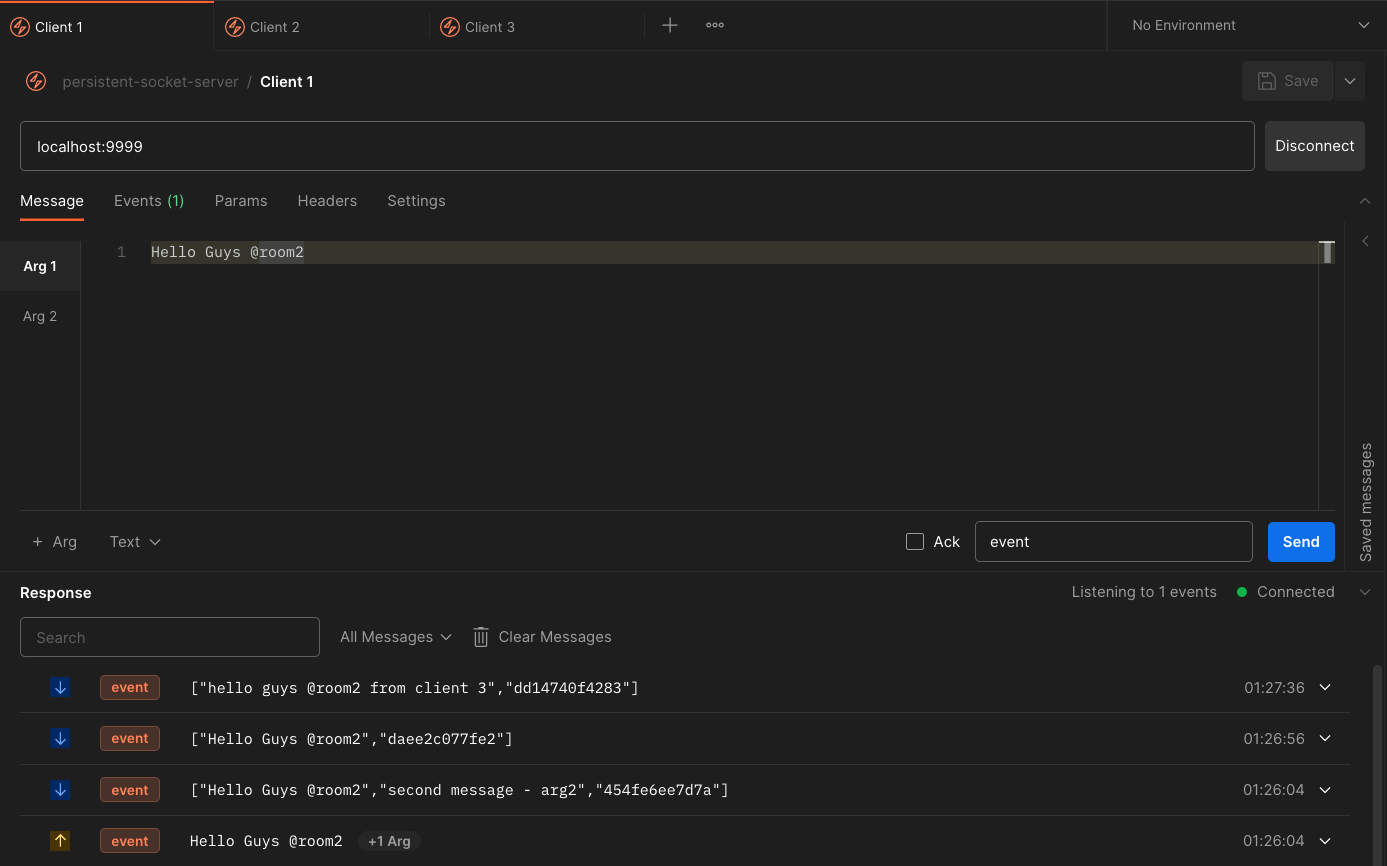 Client 1 Client 2 Client 3 No Environment
persistent-socket-server / Client 1 Save
localhost:9999 Disconnect
Message Events (1) Params Headers Settings
Arg 1 1 Hello Guys @room2
Arg 2
Saved messages
+ Arg Text Ack event Send
Response Listening to 1 events Connected
Search All Messages Clear Messages
event ["hello guys @room2 from client 3","dd14740f4283"] 01:27:36
event ["Hello Guys @room2","daee2c077fe2"] 01:26:56
event ["Hello Guys @room2","second message - arg2","454fe6ee7d7a"] 01:26:04
event Hello Guys @room2 +1 Arg 01:26:04